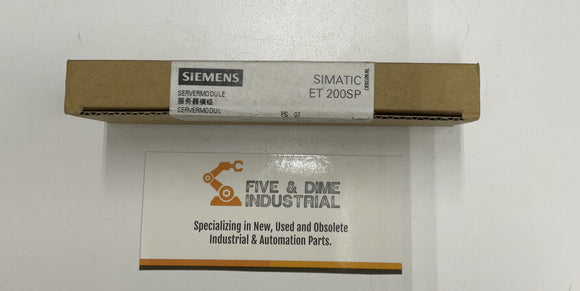 SIEMENS
SERVERMODULE
服务器模组
SERVERMODUL
SIMATIC
ET 200SP
PS: 07
FIVE & DIME
INDUSTRIAL
Specializing in New, Used and Obsolete
Industrial & Automation Parts.